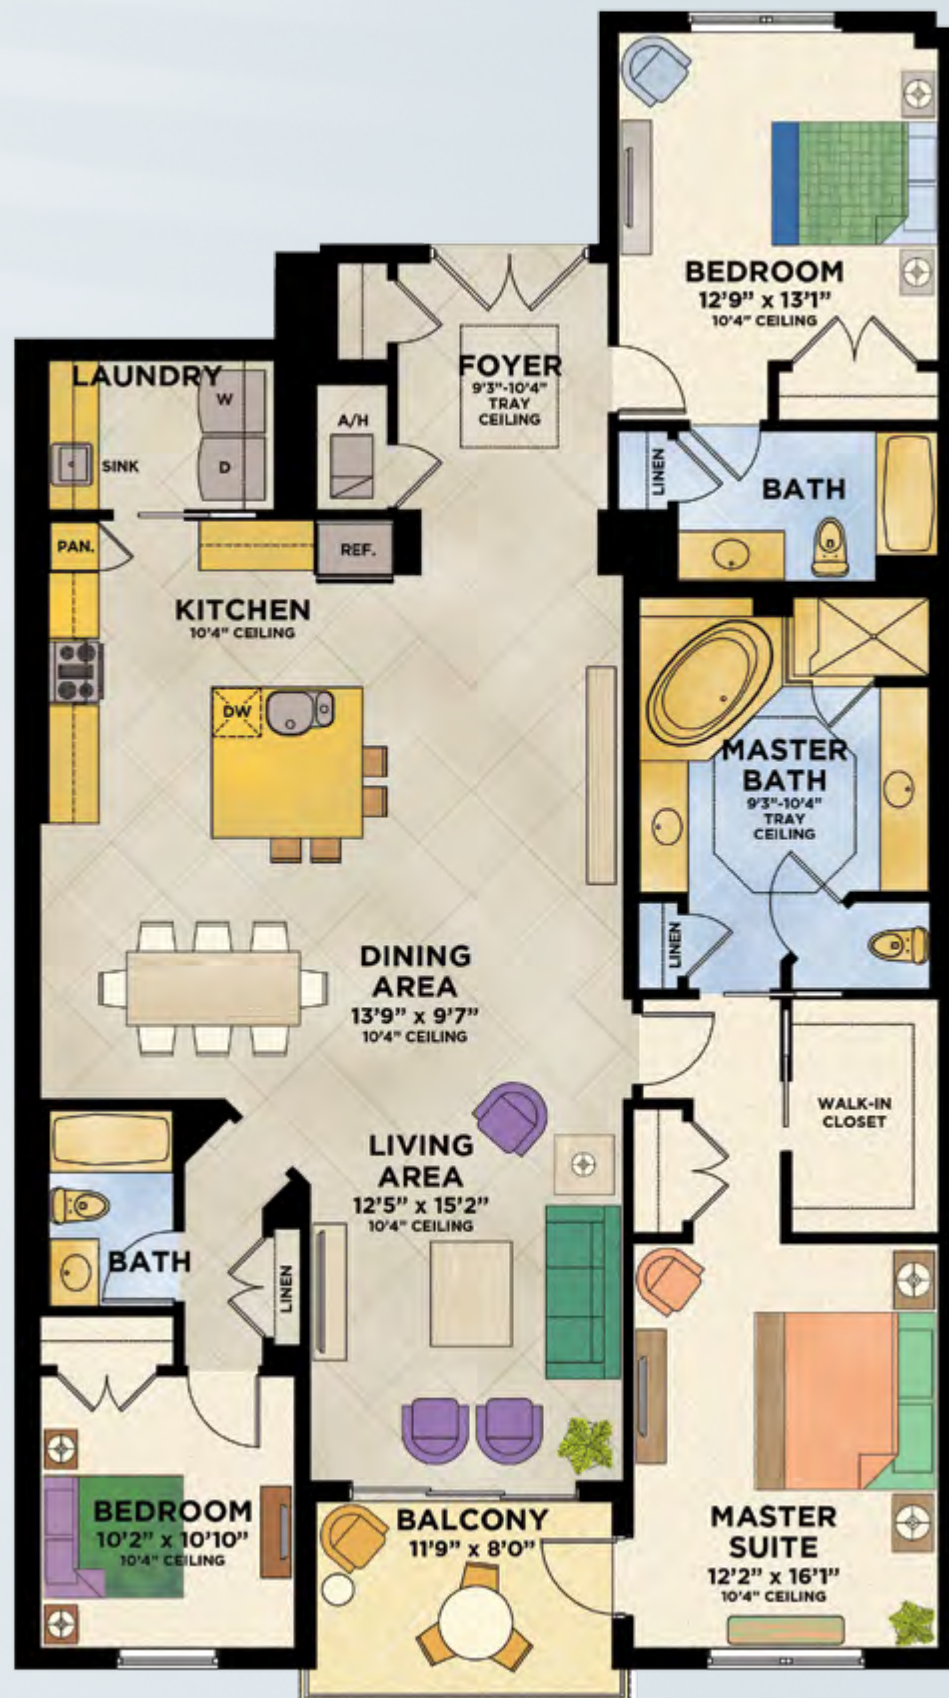 BEDROOM
12'9" x 13'1"
10'4" CEILING
FOYER
9'3"-10'4"
TRAY
CEILING
LAUNDRY
W
D
SINK
A/H
LINEN
BATH
PAN.
REF.
KITCHEN
10'4" CEILING
DW
MASTER
BATH
9'3"-10'4"
TRAY
CEILING
LINEN
DINING
AREA
13'9" x 9'7"
10'4" CEILING
WALK-IN
CLOSET
LIVING
AREA
12'5" x 15'2"
10'4" CEILING
BATH
LINEN
BEDROOM
10'2" x 10'10"
10'4" CEILING
BALCONY
11'9" x 8'0"
MASTER
SUITE
12'2" x 16'1"
10'4" CEILING